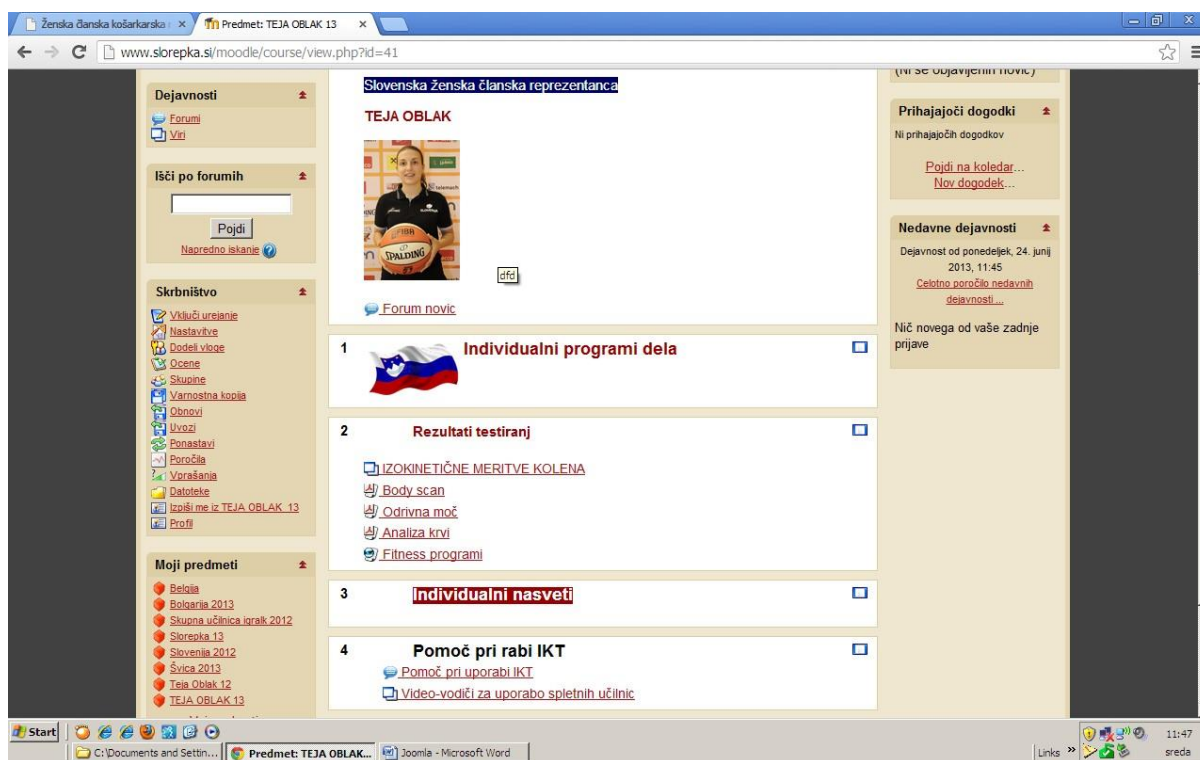 Ženska članska košarkarska r
Predmet: TEJA OBLAK 13
www.slorepka.si/moodle/course/view.php?id=41
Dejavnosti
Forumi
Viri
Išči po forumih
Pojdi
Napredno iskanje
Skrbništvo
Vključi urejanje
Nastavitve
Dodeli vloge
Ocene
Skupine
Varnostna kopija
Obnovi
Uvozi
Ponastavi
Poročila
Vprašanja
Datoteke
Izpiši me iz TEJA OBLAK 13
Profil
Moji predmeti
Belgija
Bolgarija 2013
Skupna učilnica igralk 2012
Slorepka 13
Slovenija 2012
Švica 2013
Teja Oblak 12
TEJA OBLAK 13
Slovenska ženska članska reprezentanca
TEJA OBLAK
FIBA
SPALDING
dfd
Forum novic
1 Individualni programi dela
2 Rezultati testiranj
IZOKINETIČNE MERITVE KOLENA
Body scan
Odrivna moč
Analiza krvi
Fitness programi
3 Individualni nasveti
4 Pomoč pri rabi IKT
Pomoč pri uporabi IKT
Video-vodiči za uporabo spletnih učilnic
(Ni še objavljenih novic)
Prihajajoči dogodki
Ni prihajajočih dogodkov
Pojdi na koledar...
Nov dogodek...
Nedavne dejavnosti
Dejavnost od ponedeljek, 24. junij
2013, 11:45
Celotno poročilo nedavnih
dejavnosti ...
Nič novega od vaše zadnje
prijave
Start
C:\Documents and Settin...
Predmet: TEJA OBLAK...
Joomla - Microsoft Word
Links »
11:47
sreda